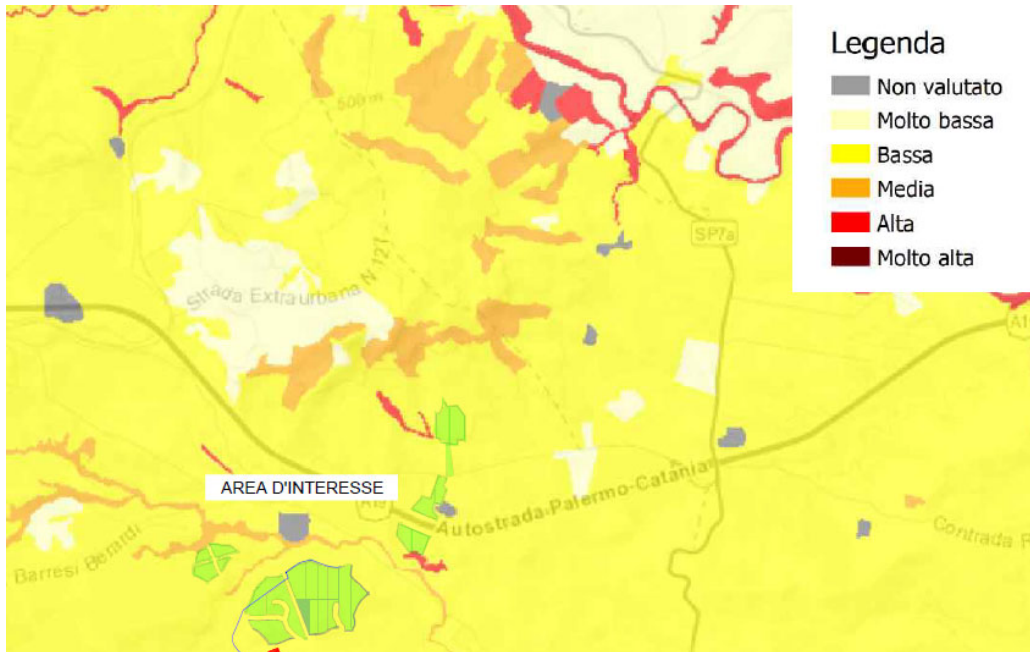 Legenda
Non valutato
Molto bassa
Bassa
Media
Alta
Molto alta
500 m
SP7a
Strada Extraurbana N 121
A1
AREA D'INTERESSE
A19
Autostrada Palermo-Catania
Barresi Berardi
Contrada